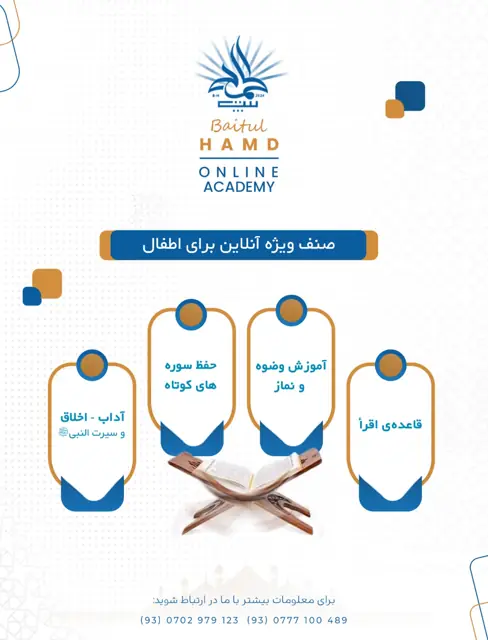 Baitul
HAMD
ONLINE
ACADEMY
صنف ویژه آنلاین برای اطفال
قاعده‌ی اقرأ
آموزش وضوه
و نماز
حفظ سوره
های کوتاه
آداب - اخلاق
و سیرت النبیﷺ
برای معلومات بیشتر با ما در ارتباط شوید:
(93) 0702 979 123 (93) 0777 100 489